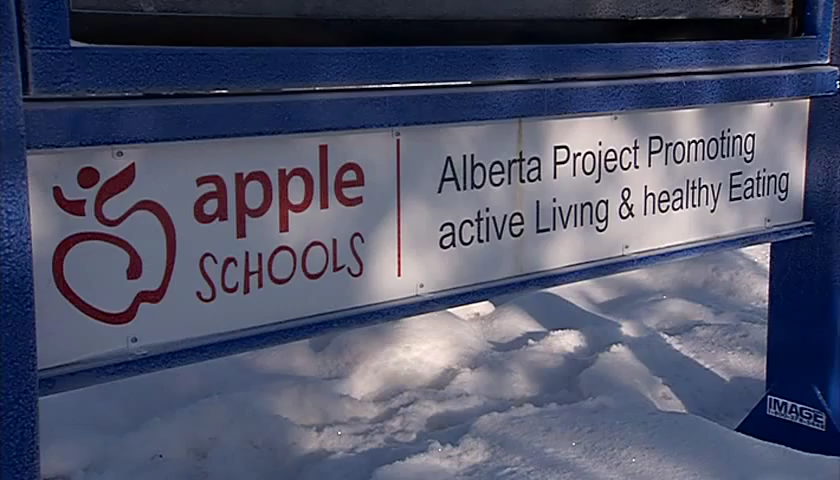 apple
SCHOOLS
Alberta Project Promoting
active Living & healthy Eating
IMAGE